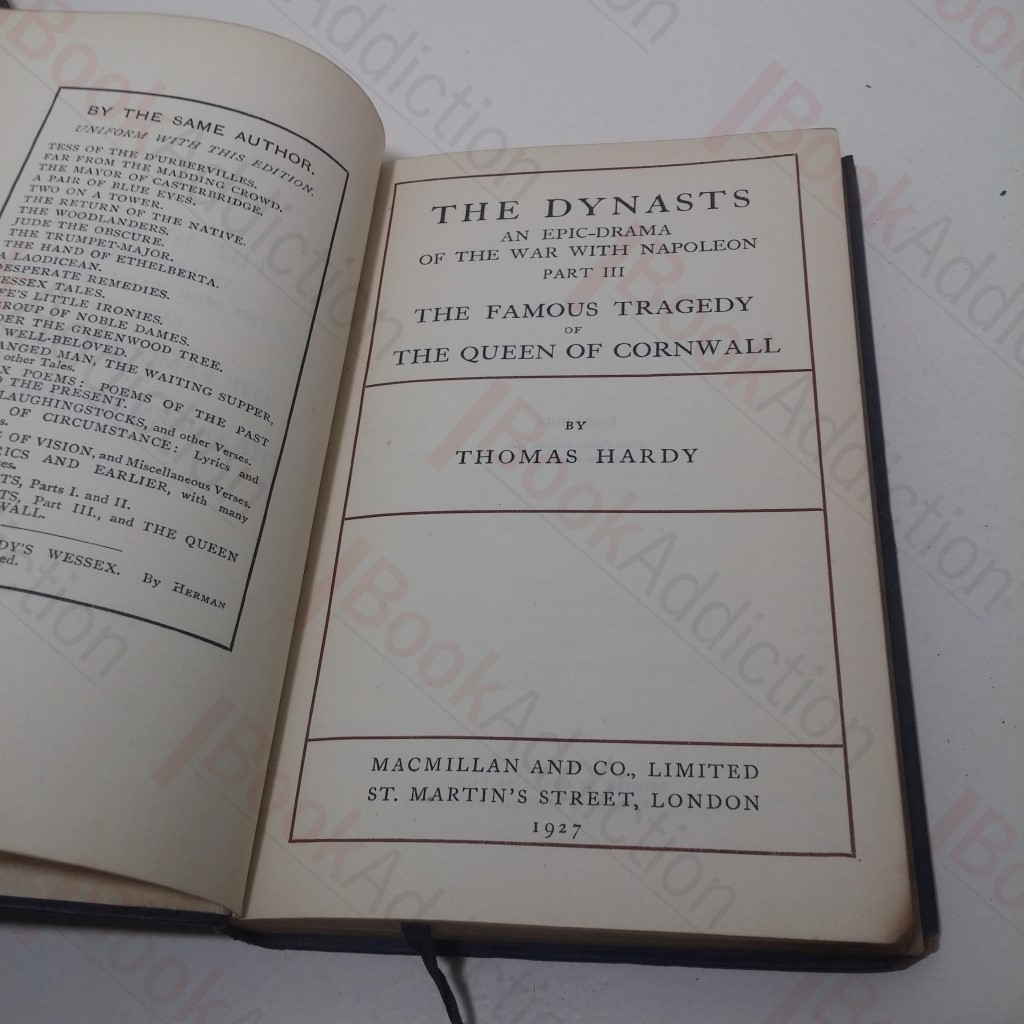 BY THE SAME AUTHOR.
UNIFORM WITH THIS EDITION.
TESS OF THE D'URBERVILLES.
FAR FROM THE MADDING CROWD.
THE MAYOR OF CASTERBRIDGE.
A PAIR OF BLUE EYES.
TWO ON A TOWER.
THE RETURN OF THE NATIVE.
THE WOODLANDERS.
JUDE THE OBSCURE.
THE TRUMPET-MAJOR.
THE HAND OF ETHELBERTA.
A LAODICEAN.
DESPERATE REMEDIES.
WESSEX TALES.
LITTLE IRONIES.
GROUP OF NOBLE DAMES.
THE GREENWOOD TREE.
WELL-BELOVED.
MAN, THE WAITING SUPPER,
other Tales.
POEMS: POEMS OF THE PAST
THE PRESENT.
LAUGHINGSTOCKS, and other Verses.
OF CIRCUMSTANCE: Lyrics and
OF VISION, and Miscellaneous Verses.
AND EARLIER, with many
Parts I. and II.
Part III., and THE QUEEN
WESSEX. By HERMAN
THE DYNASTS
AN EPIC-DRAMA
OF THE WAR WITH NAPOLEON
PART III
THE FAMOUS TRAGEDY
OF
THE QUEEN OF CORNWALL
BY
THOMAS HARDY
MACMILLAN AND CO., LIMITED
ST. MARTIN'S STREET, LONDON
1927
BookAddiction